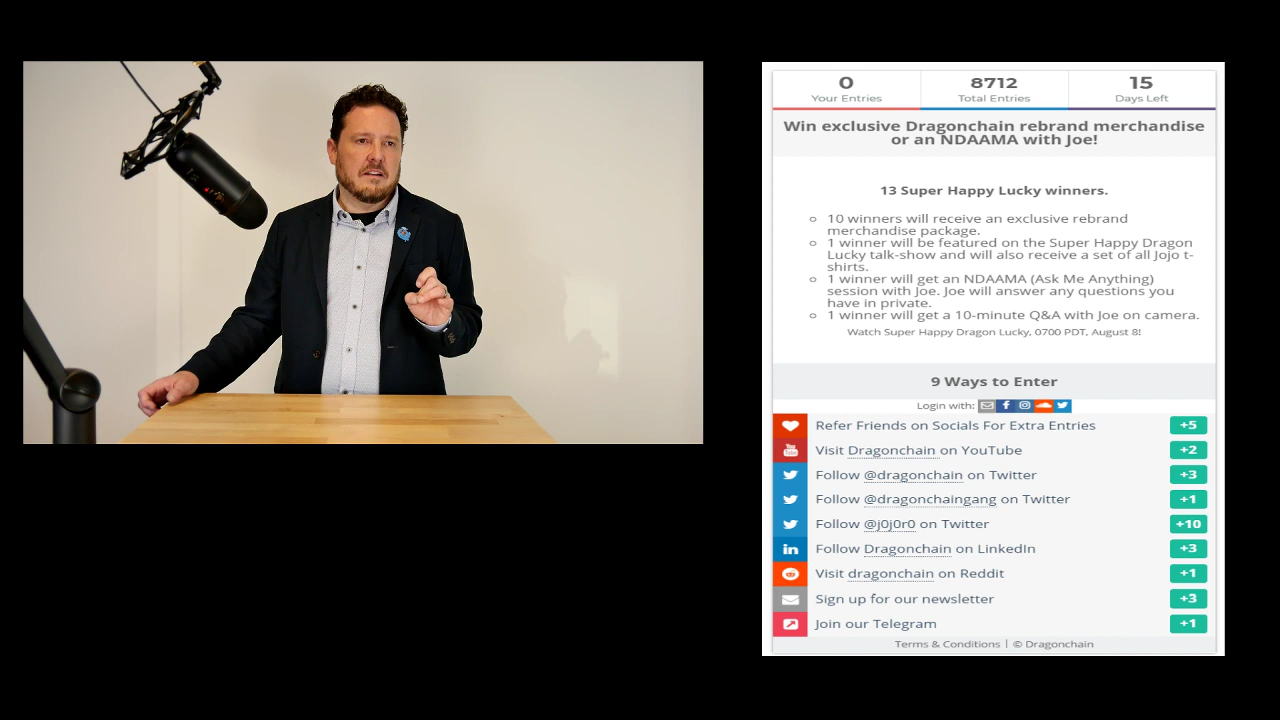 0
Your Entries
8712
Total Entries
15
Days Left
Win exclusive Dragonchain rebrand merchandise
or an NDAAMA with Joe!
13 Super Happy Lucky winners.
10 winners will receive an exclusive rebrand
merchandise package.
1 winner will be featured on the Super Happy Dragon
Lucky talk-show and will also receive a set of all Jojo t-
shirts.
1 winner will get an NDAAMA (Ask Me Anything)
session with Joe. Joe will answer any questions you
have in private.
1 winner will get a 10-minute Q&A with Joe on camera.
Watch Super Happy Dragon Lucky, 0700 PDT, August 8!
9 Ways to Enter
Login with:
Refer Friends on Socials For Extra Entries +5
Visit Dragonchain on YouTube +2
Follow @dragonchain on Twitter +3
Follow @dragonchaingang on Twitter +1
Follow @j0j0r0 on Twitter +10
Follow Dragonchain on LinkedIn +3
Visit dragonchain on Reddit +1
Sign up for our newsletter +3
Join our Telegram +1
Terms & Conditions | © Dragonchain